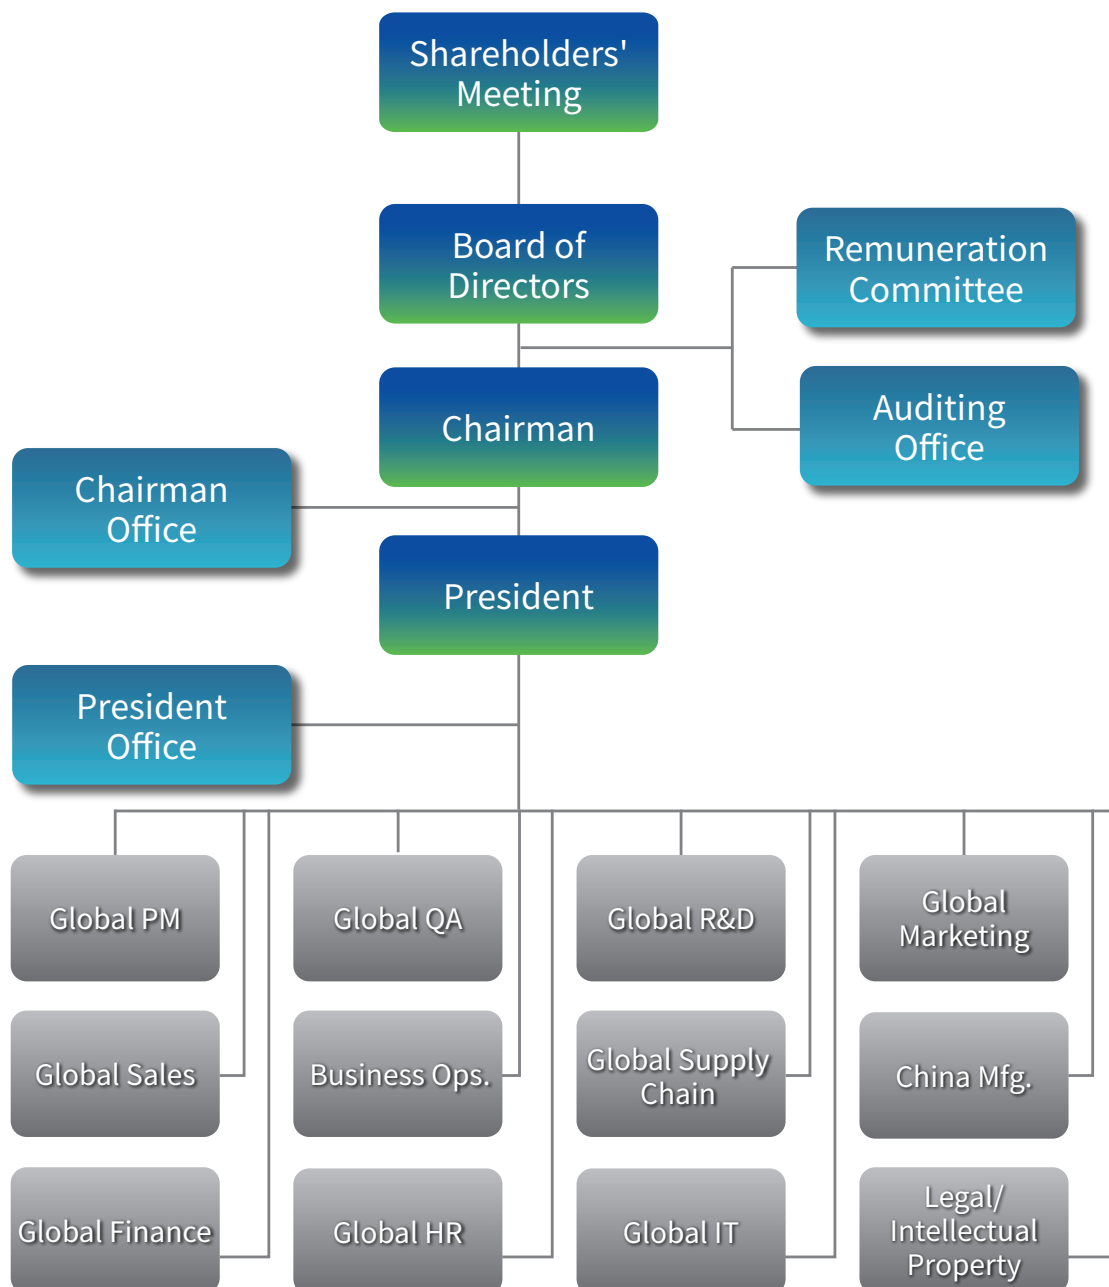 Shareholders'
Meeting
Board of
Directors
Remuneration
Committee
Chairman
Auditing
Office
Chairman
Office
President
President
Office
Global PM
Global QA
Global R&D
Global
Marketing
Global Sales
Business Ops.
Global Supply
Chain
China Mfg.
Global Finance
Global HR
Global IT
Legal/
Intellectual
Property